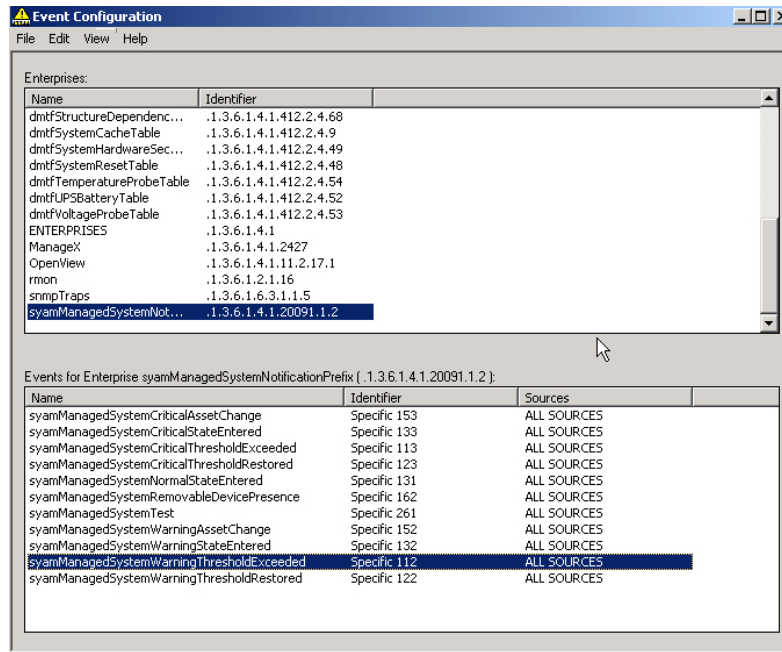 Event Configuration
File Edit View Help
Enterprises:
Name Identifier
dmtfStructureDependenc... .1.3.6.1.4.1.412.2.4.68
dmtfSystemCacheTable .1.3.6.1.4.1.412.2.4.9
dmtfSystemHardwareSec... .1.3.6.1.4.1.412.2.4.49
dmtfSystemResetTable .1.3.6.1.4.1.412.2.4.48
dmtfTemperatureProbeTable .1.3.6.1.4.1.412.2.4.54
dmtfUPSBatteryTable .1.3.6.1.4.1.412.2.4.52
dmtfVoltageProbeTable .1.3.6.1.4.1.412.2.4.53
ENTERPRISES .1.3.6.1.4.1
ManageX .1.3.6.1.4.1.2427
OpenView .1.3.6.1.4.1.11.2.17.1
rmon .1.3.6.1.2.1.16
snmpTraps .1.3.6.1.6.3.1.1.5
syamManagedSystemNot... .1.3.6.1.4.1.20091.1.2
Events for Enterprise syamManagedSystemNotificationPrefix ( .1.3.6.1.4.1.20091.1.2 ):
Name Identifier Sources
syamManagedSystemCriticalAssetChange Specific 153 ALL SOURCES
syamManagedSystemCriticalStateEntered Specific 133 ALL SOURCES
syamManagedSystemCriticalThresholdExceeded Specific 113 ALL SOURCES
syamManagedSystemCriticalThresholdRestored Specific 123 ALL SOURCES
syamManagedSystemNormalStateEntered Specific 131 ALL SOURCES
syamManagedSystemRemovableDevicePresence Specific 162 ALL SOURCES
syamManagedSystemTest Specific 261 ALL SOURCES
syamManagedSystemWarningAssetChange Specific 152 ALL SOURCES
syamManagedSystemWarningStateEntered Specific 132 ALL SOURCES
syamManagedSystemWarningThresholdExceeded Specific 112 ALL SOURCES
syamManagedSystemWarningThresholdRestored Specific 122 ALL SOURCES